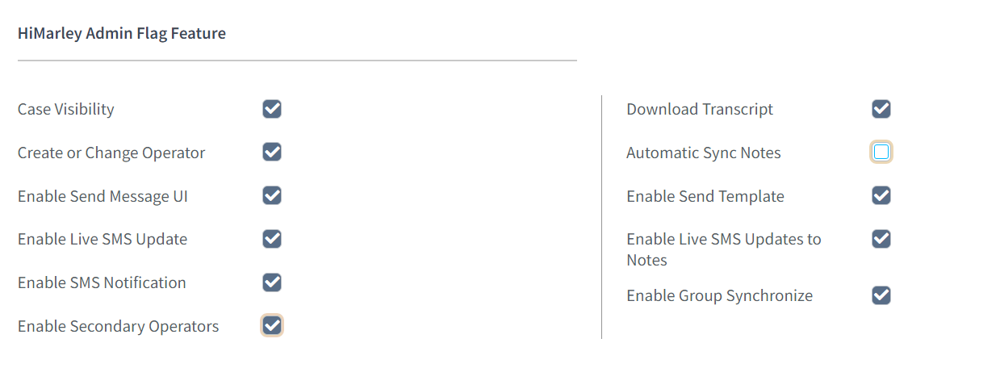 HiMarley Admin Flag Feature
Case Visibility
Create or Change Operator
Enable Send Message UI
Enable Live SMS Update
Enable SMS Notification
Enable Secondary Operators
Download Transcript
Automatic Sync Notes
Enable Send Template
Enable Live SMS Updates to
Notes
Enable Group Synchronize